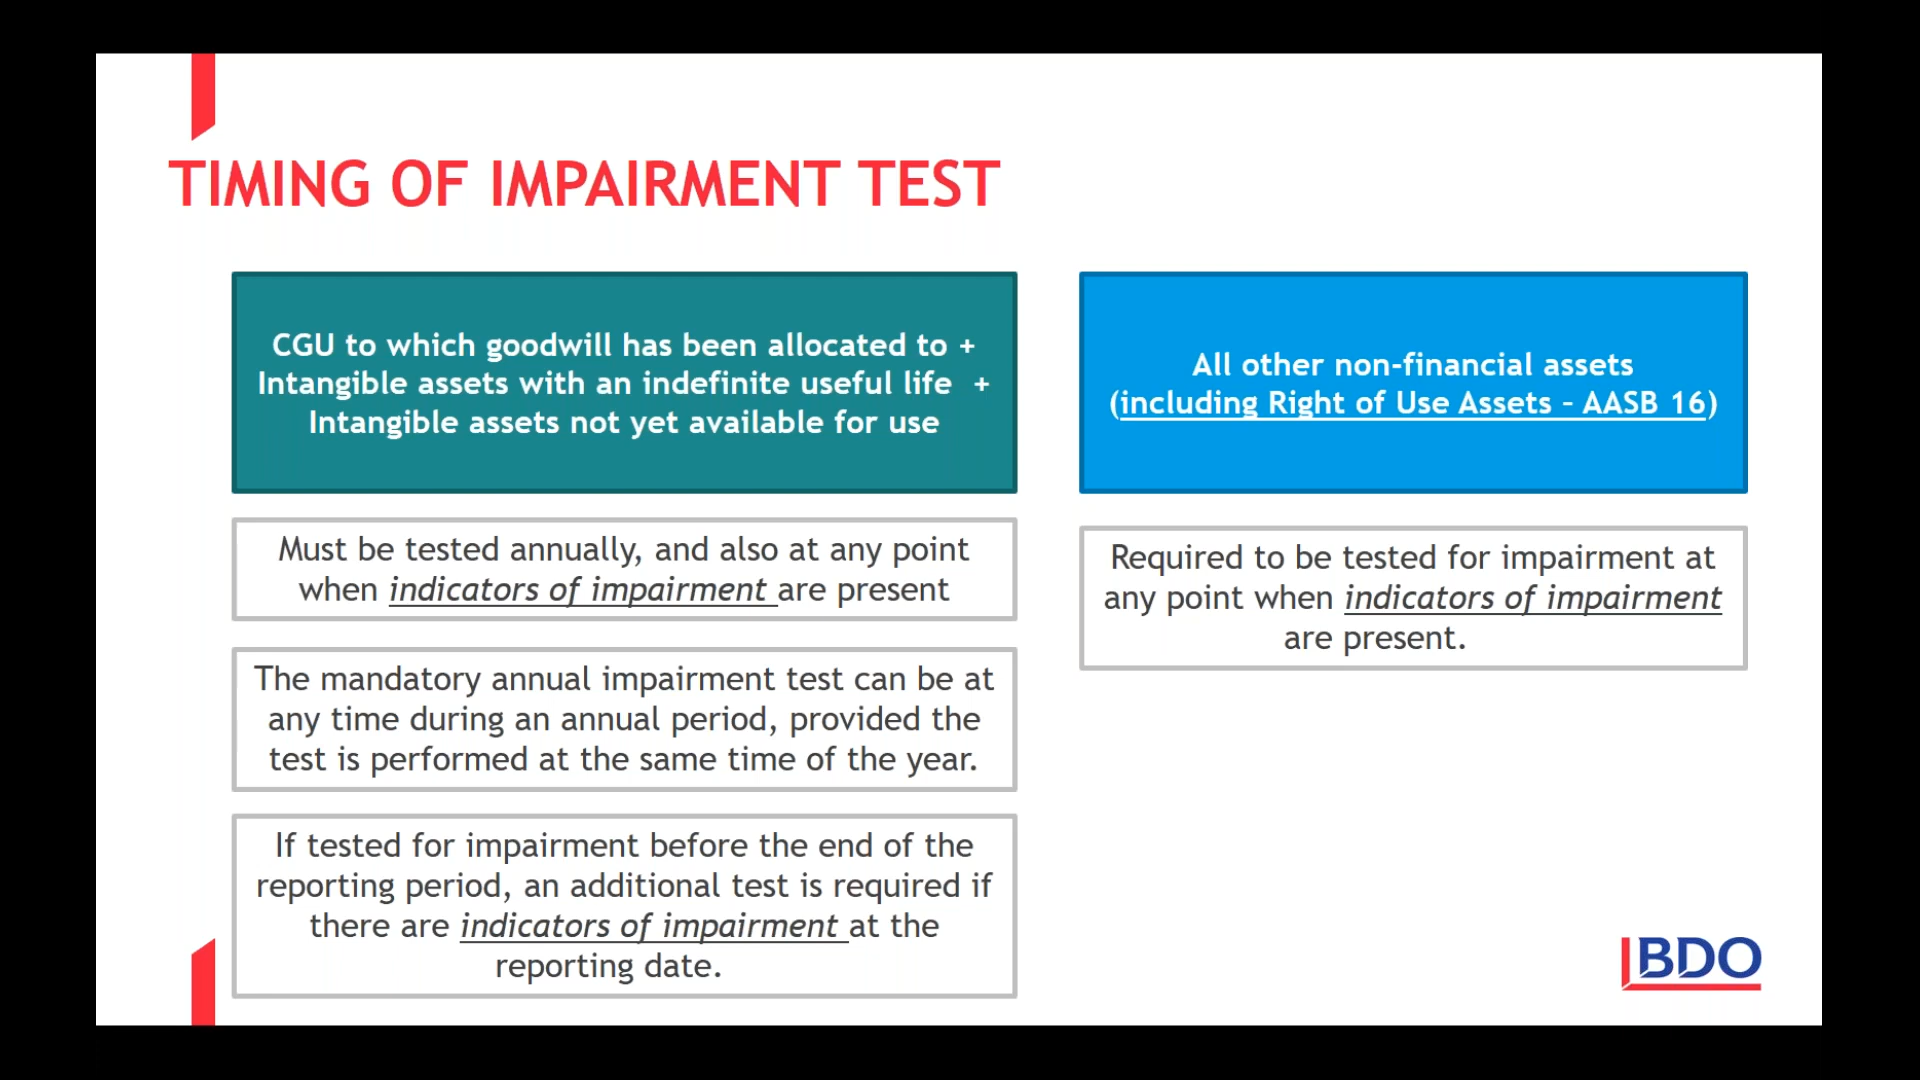 TIMING OF IMPAIRMENT TEST
CGU to which goodwill has been allocated to +
Intangible assets with an indefinite useful life +
Intangible assets not yet available for use
Must be tested annually, and also at any point
when indicators of impairment are present
The mandatory annual impairment test can be at
any time during an annual period, provided the
test is performed at the same time of the year.
If tested for impairment before the end of the
reporting period, an additional test is required if
there are indicators of impairment at the
reporting date.
All other non-financial assets
(including Right of Use Assets – AASB 16)
Required to be tested for impairment at
any point when indicators of impairment
are present.
BDO